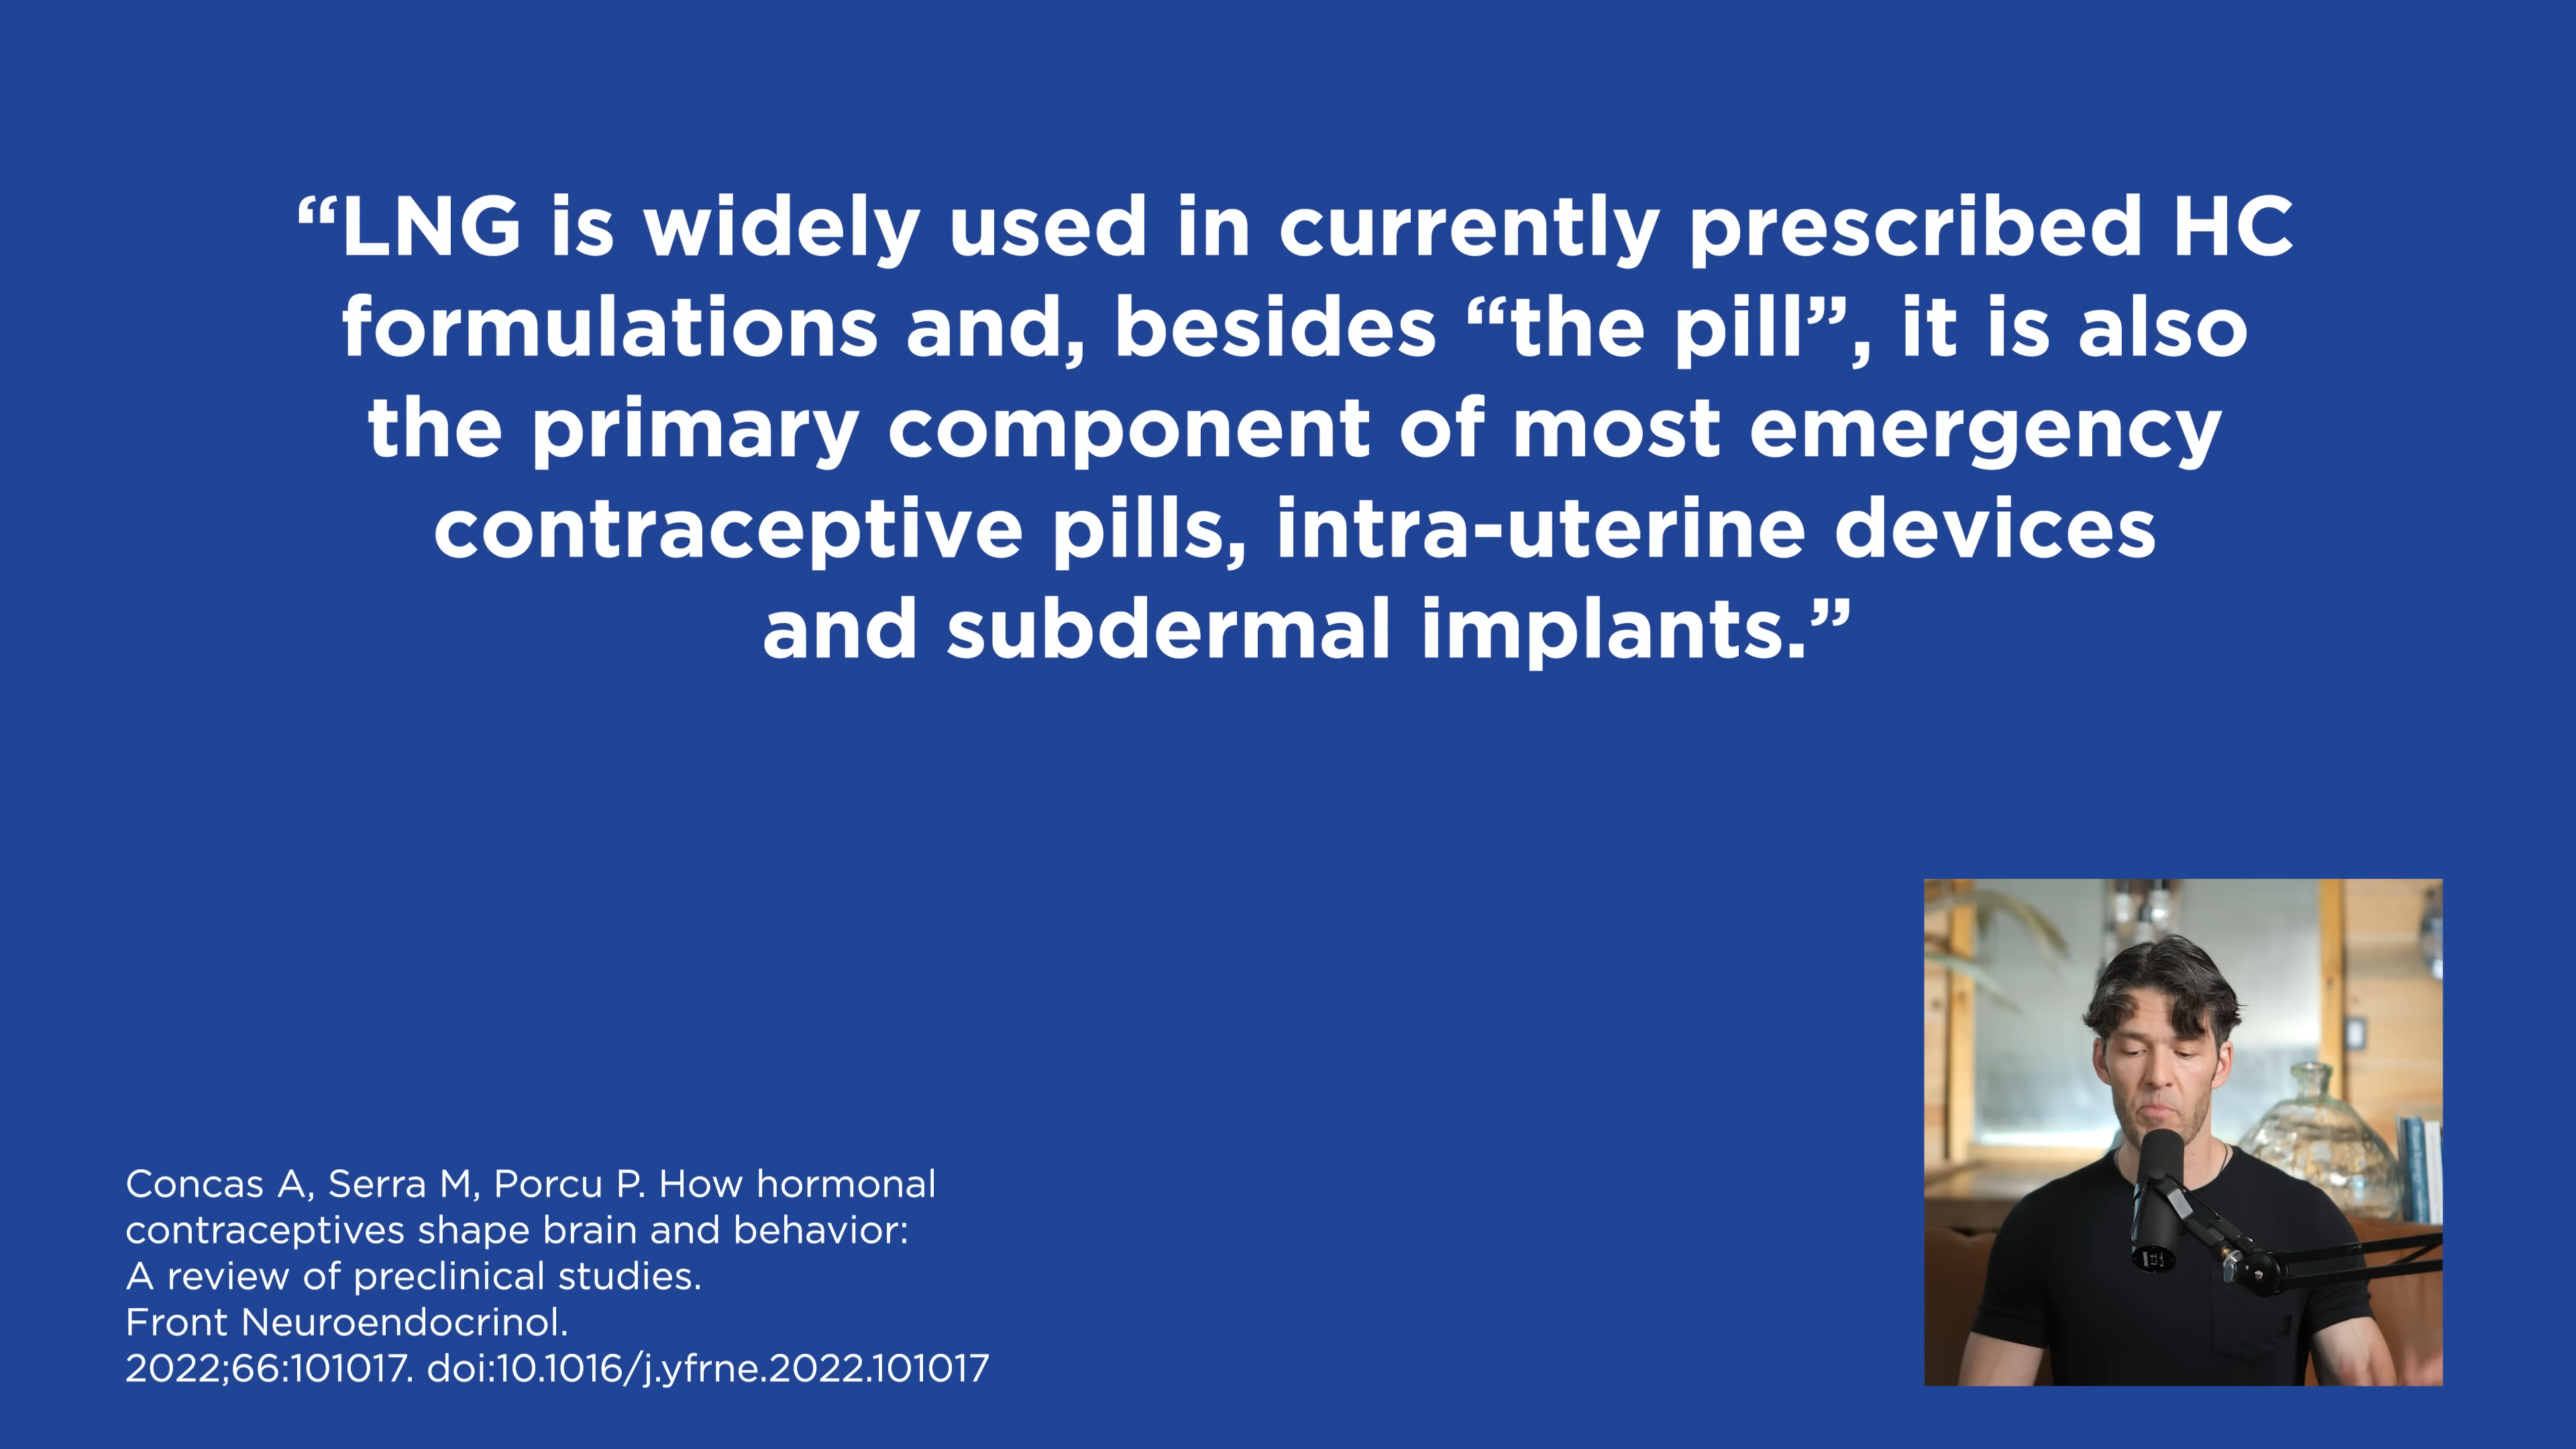 “LNG is widely used in currently prescribed HC
formulations and, besides “the pill”, it is also
the primary component of most emergency
contraceptive pills, intra-uterine devices
and subdermal implants.”
Concas A, Serra M, Porcu P. How hormonal
contraceptives shape brain and behavior:
A review of preclinical studies.
Front Neuroendocrinol.
2022;66:101017. doi:10.1016/j.yfrne.2022.101017